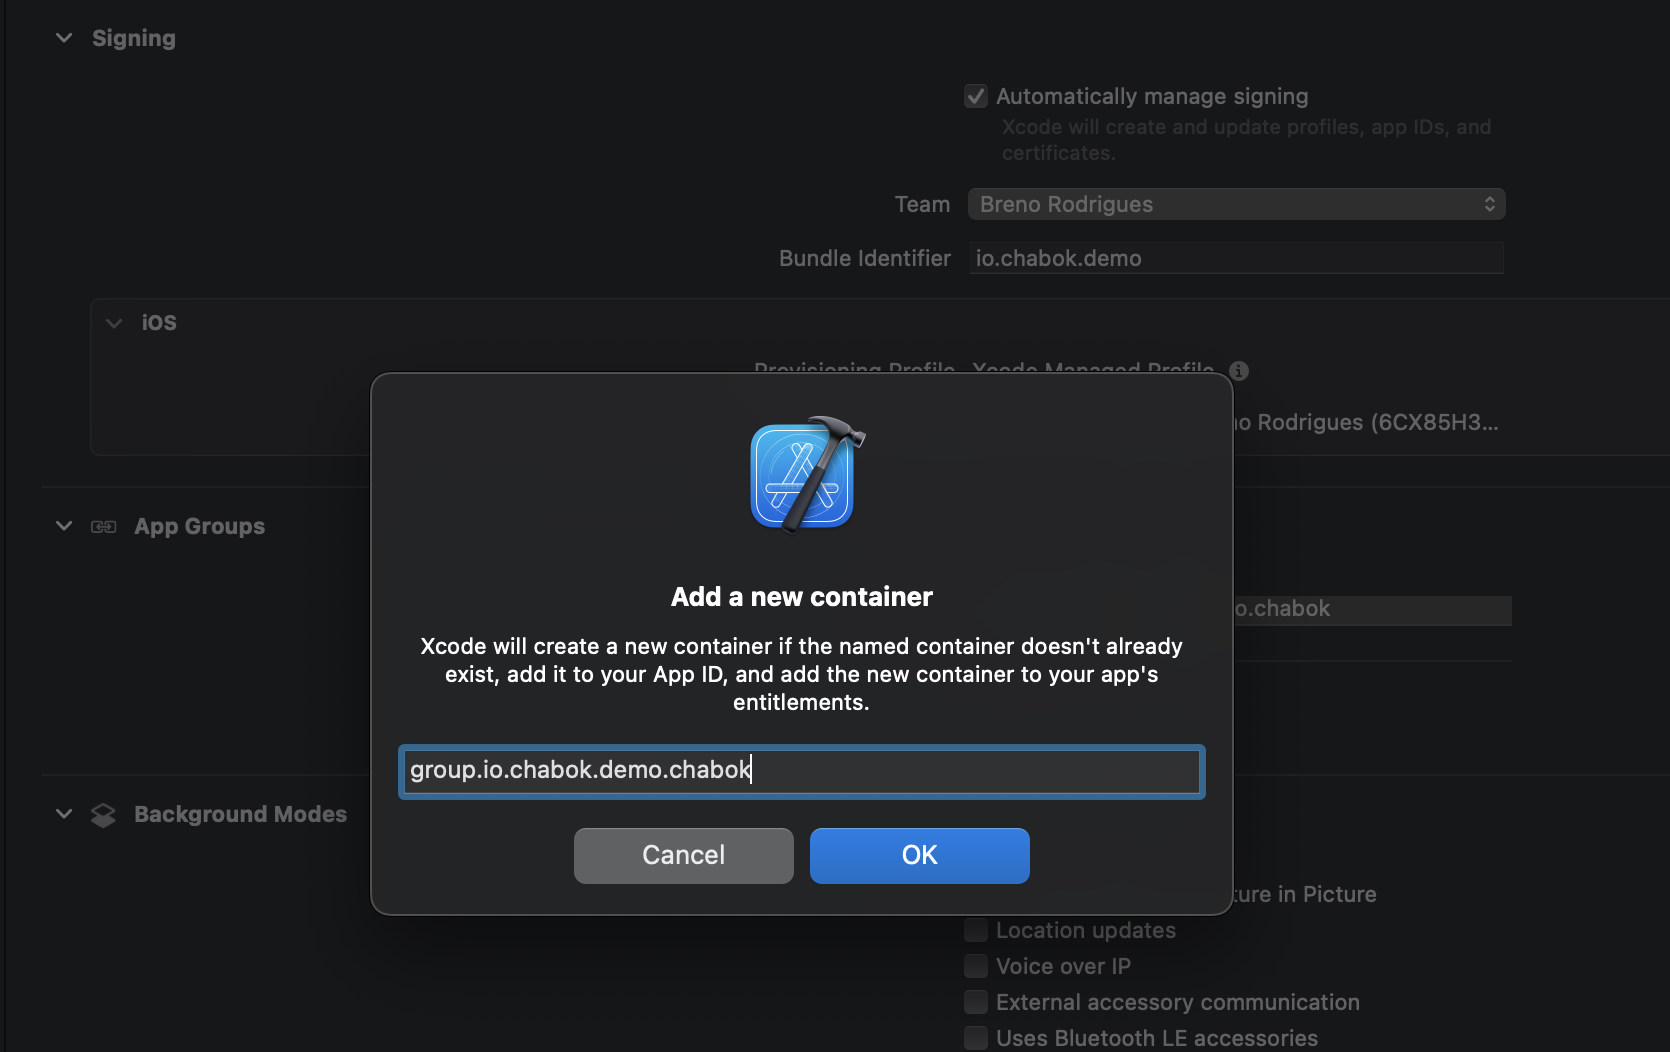 Signing
Automatically manage signing
Xcode will create and update profiles, app IDs, and
certificates.
Team Breno Rodrigues
Bundle Identifier io.chabok.demo
iOS
Provisioning Profile Xcode Managed Profile
Rodrigues (6CX85H3...
App Groups
Add a new container
Xcode will create a new container if the named container doesn't already
exist, add it to your App ID, and add the new container to your app's
entitlements.
o.chabok
group.io.chabok.demo.chabok
Cancel OK
Background Modes
in Picture
Location updates
Voice over IP
External accessory communication
Uses Bluetooth LE accessories